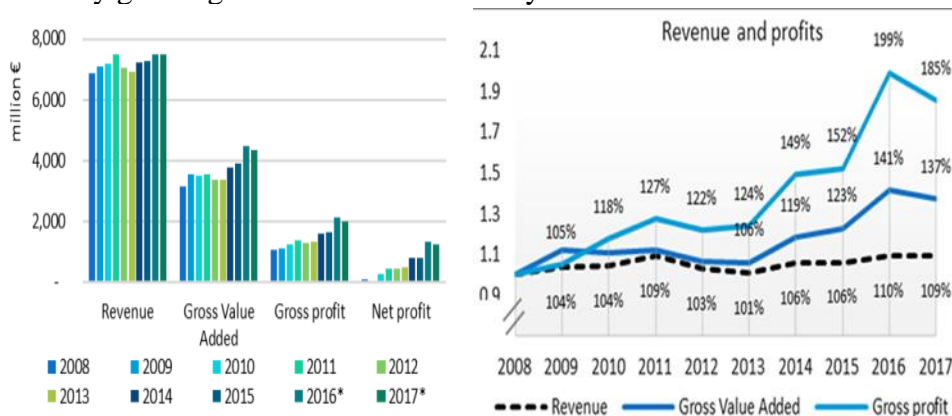 8,000
6,000
4,000
2,000
-
million €
Revenue
Gross Value Added
Gross profit
Net profit
2008 2009 2010 2011 2012
2013 2014 2015 2016* 2017*
Revenue and profits
2.1
1.9
1.7
1.5
1.3
1.1
0.9
105% 118% 127% 122% 124% 149% 152% 199% 185%
106% 119% 123% 141% 137%
104% 104% 109% 103% 101% 106% 106% 110% 109%
2008 2009 2010 2011 2012 2013 2014 2015 2016 2017
Revenue Gross Value Added Gross profit